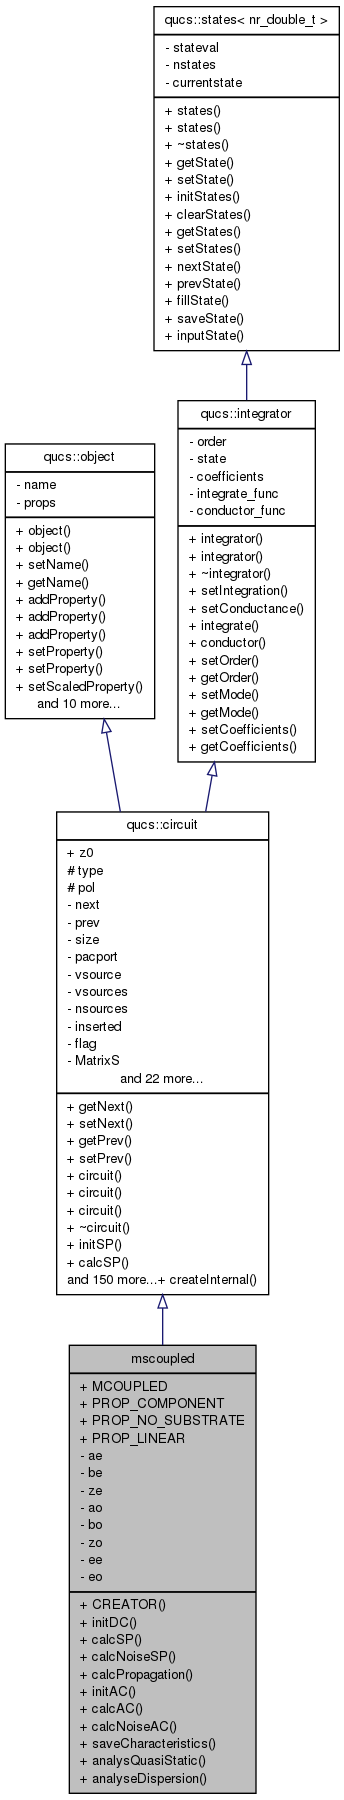 qucs::states< nr_double_t >
- stateval
- nstates
- currentstate
+ states()
+ states()
+ ~states()
+ getState()
+ setState()
+ initStates()
+ clearStates()
+ getStates()
+ setStates()
+ nextState()
+ prevState()
+ fillState()
+ saveState()
+ inputState()
qucs::integrator
- order
- state
- coefficients
- integrate_func
- conductor_func
+ integrator()
+ integrator()
+ ~integrator()
+ setIntegration()
+ setConductance()
+ integrate()
+ conductor()
+ setOrder()
+ getOrder()
+ setMode()
+ getMode()
+ setCoefficients()
+ getCoefficients()
qucs::object
- name
- props
+ object()
+ object()
+ setName()
+ getName()
+ addProperty()
+ addProperty()
+ addProperty()
+ setProperty()
+ setProperty()
+ setScaledProperty()
and 10 more...
qucs::circuit
+ z0
# type
# pol
- next
- prev
- size
- pacport
- vsource
- vsources
- nsources
- inserted
- flag
- MatrixS
and 22 more...
+ getNext()
+ setNext()
+ getPrev()
+ setPrev()
+ circuit()
+ circuit()
+ circuit()
+ ~circuit()
+ initSP()
+ calcSP()
and 150 more...+ createInternal()
mscoupled
+ MCOUPLED
+ PROP_COMPONENT
+ PROP_NO_SUBSTRATE
+ PROP_LINEAR
- ae
- be
- ze
- ao
- bo
- zo
- ee
- eo
+ CREATOR()
+ initDC()
+ calcSP()
+ calcNoiseSP()
+ calcPropagation()
+ initAC()
+ calcAC()
+ calcNoiseAC()
+ saveCharacteristics()
+ analysQuasiStatic()
+ analyseDispersion()